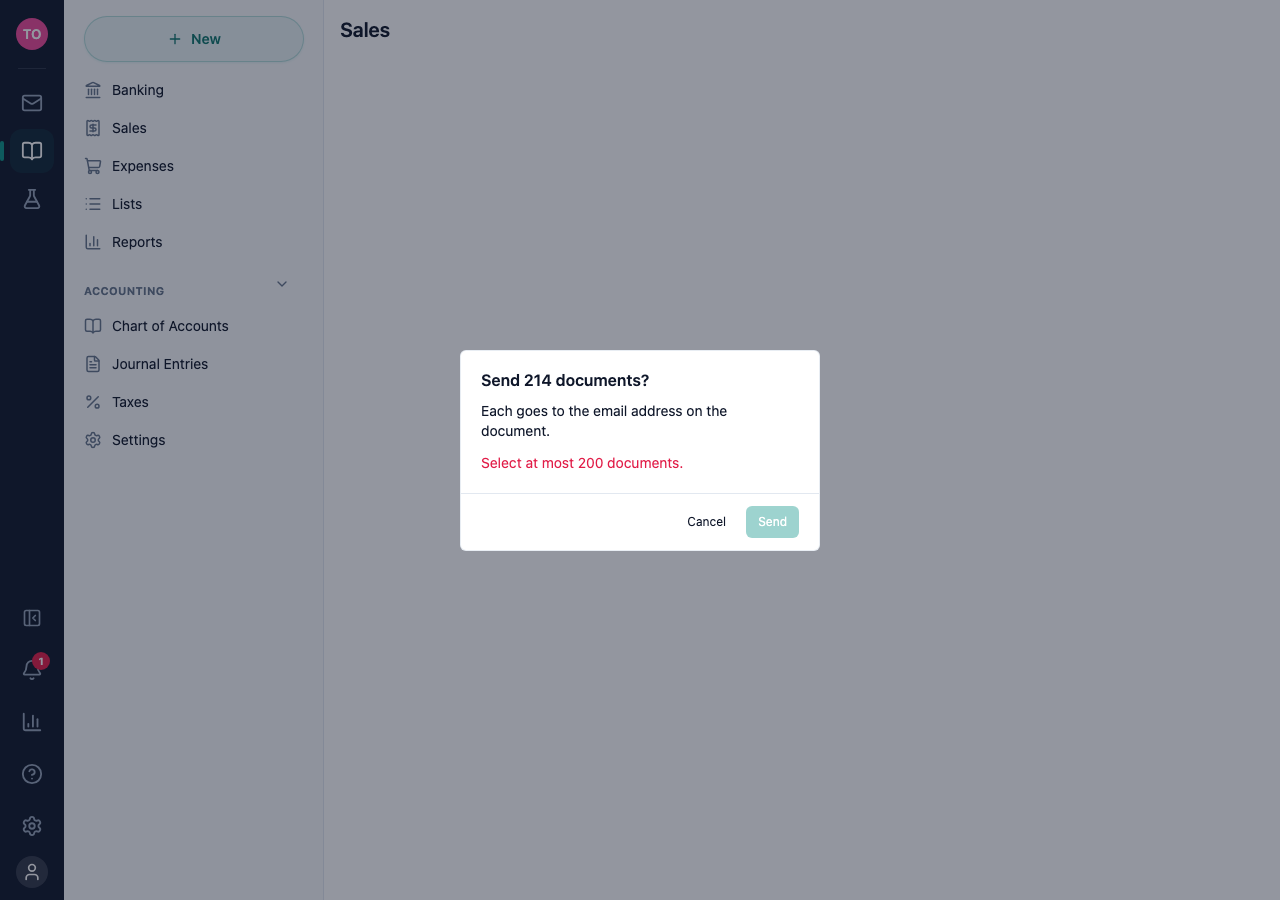 TO
New
Banking
Sales
Expenses
Lists
Reports
ACCOUNTING
Chart of Accounts
Journal Entries
Taxes
Settings
1
Sales
Send 214 documents?
Each goes to the email address on the
document.
Select at most 200 documents.
Cancel
Send